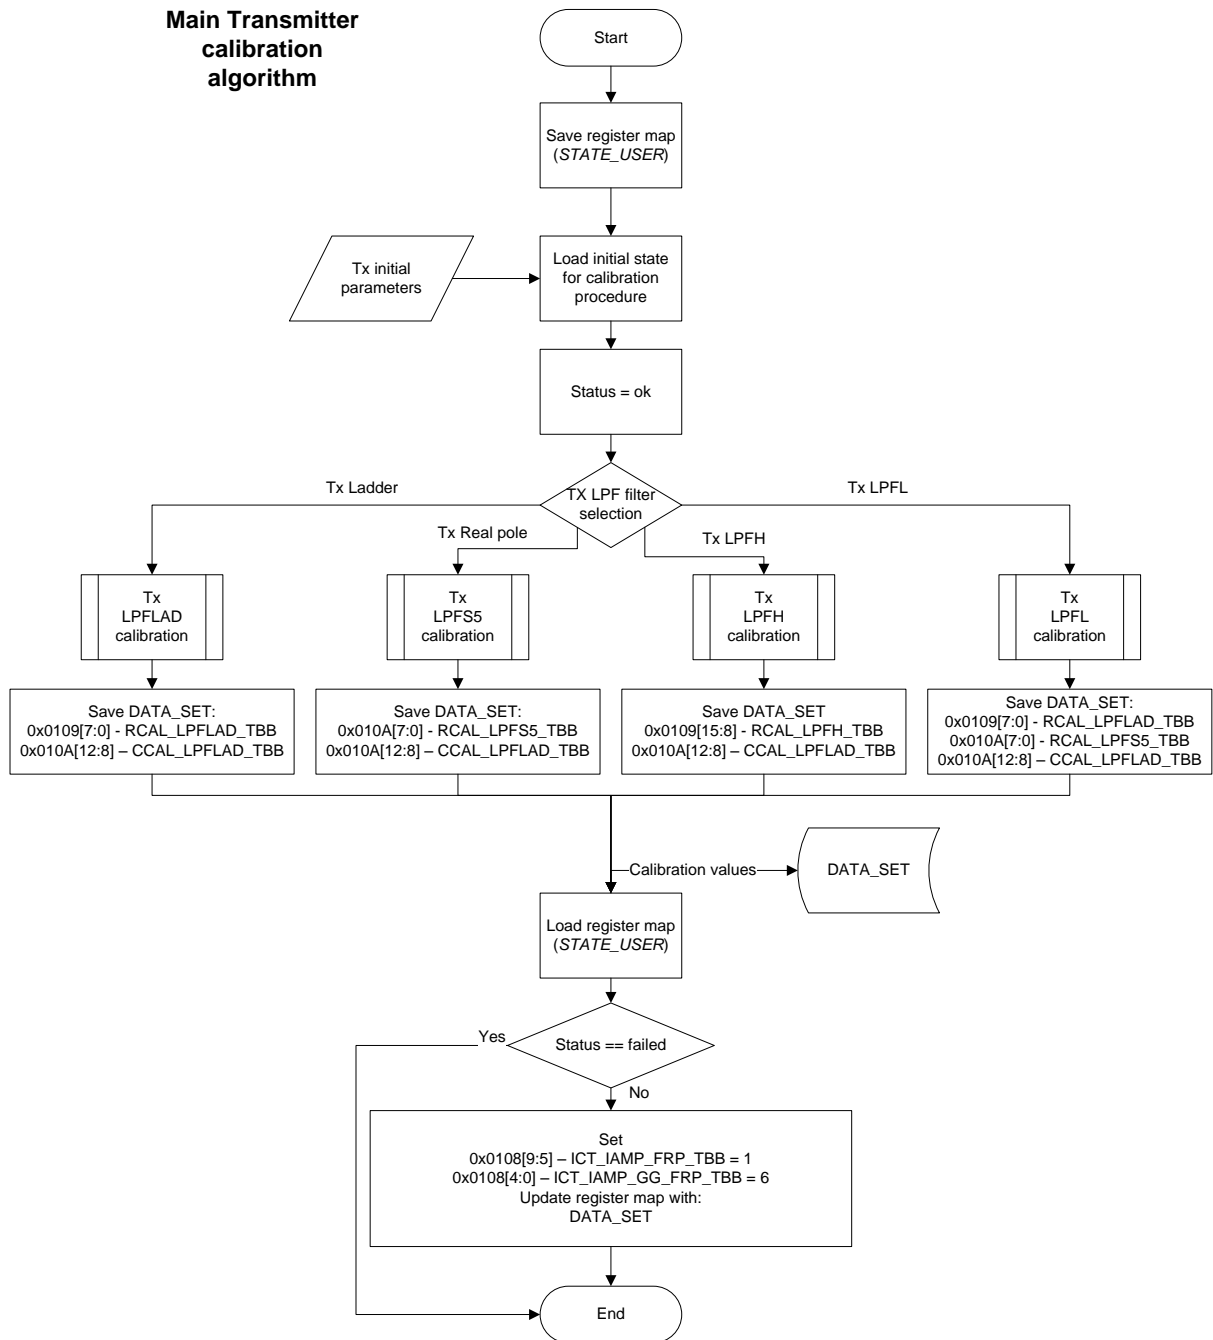 Main Transmitter
calibration
algorithm
Start
Save register map
(STATE_USER)
Tx initial
parameters
Load initial state
for calibration
procedure
Status = ok
TX LPF filter
selection
Tx Ladder
Tx Real pole
Tx LPFH
Tx LPFL
Tx
LPFLAD
calibration
Tx
LPFS5
calibration
Tx
LPFH
calibration
Tx
LPFL
calibration
Save DATA_SET:
0x0109[7:0] - RCAL_LPFLAD_TBB
0x010A[12:8] – CCAL_LPFLAD_TBB
Save DATA_SET:
0x010A[7:0] - RCAL_LPFS5_TBB
0x010A[12:8] – CCAL_LPFLAD_TBB
Save DATA_SET
0x0109[15:8] - RCAL_LPFH_TBB
0x010A[12:8] – CCAL_LPFLAD_TBB
Save DATA_SET:
0x0109[7:0] - RCAL_LPFLAD_TBB
0x010A[7:0] - RCAL_LPFS5_TBB
0x010A[12:8] – CCAL_LPFLAD_TBB
Calibration values
DATA_SET
Load register map
(STATE_USER)
Status == failed
Yes
No
Set
0x0108[9:5] – ICT_IAMP_FRP_TBB = 1
0x0108[4:0] – ICT_IAMP_GG_FRP_TBB = 6
Update register map with:
DATA_SET
End